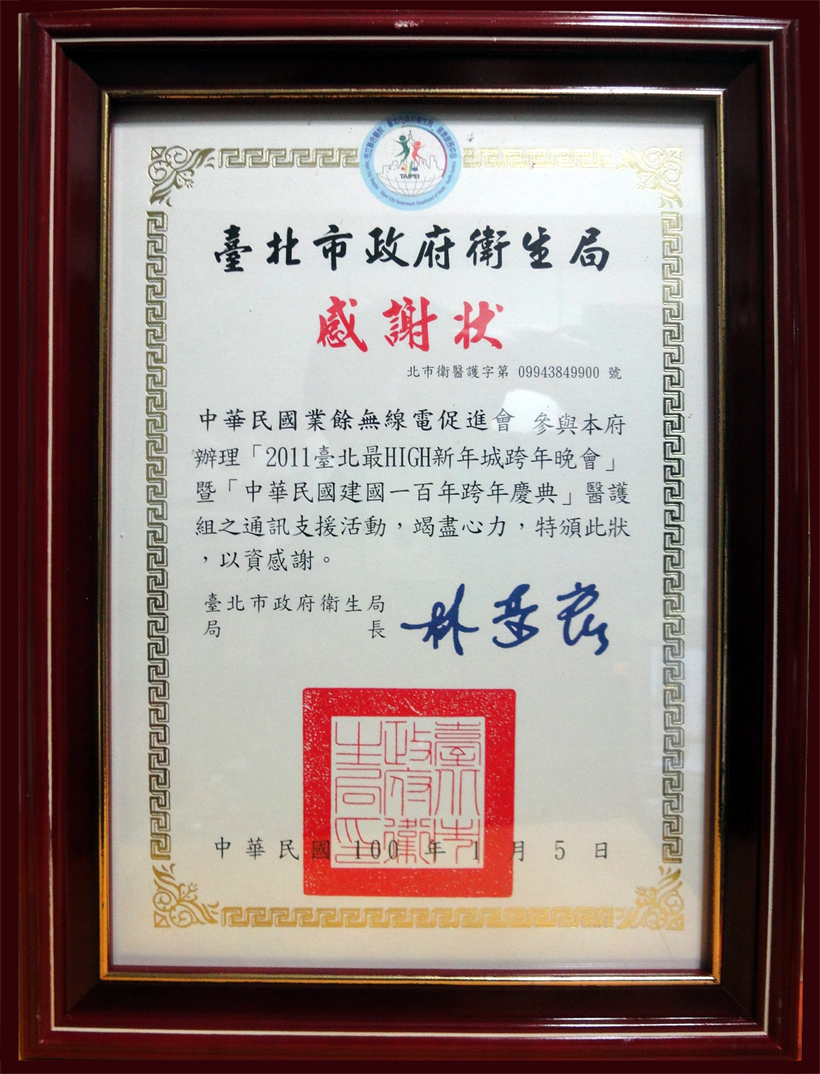 TAIPEI
臺北市政府衛生局
感謝狀
北市衛醫護字第 09943849900 號
中華民國業餘無線電促進會 參與本府
辦理「2011臺北最HIGH新年城跨年晚會」
暨「中華民國建國一百年跨年慶典」醫護
組之通訊支援活動，竭盡心力，特頒此狀
，以資感謝。
臺北市政府衛生局
局長
臺北市政府衛生局印
中華民國 100 年 1 月 5 日